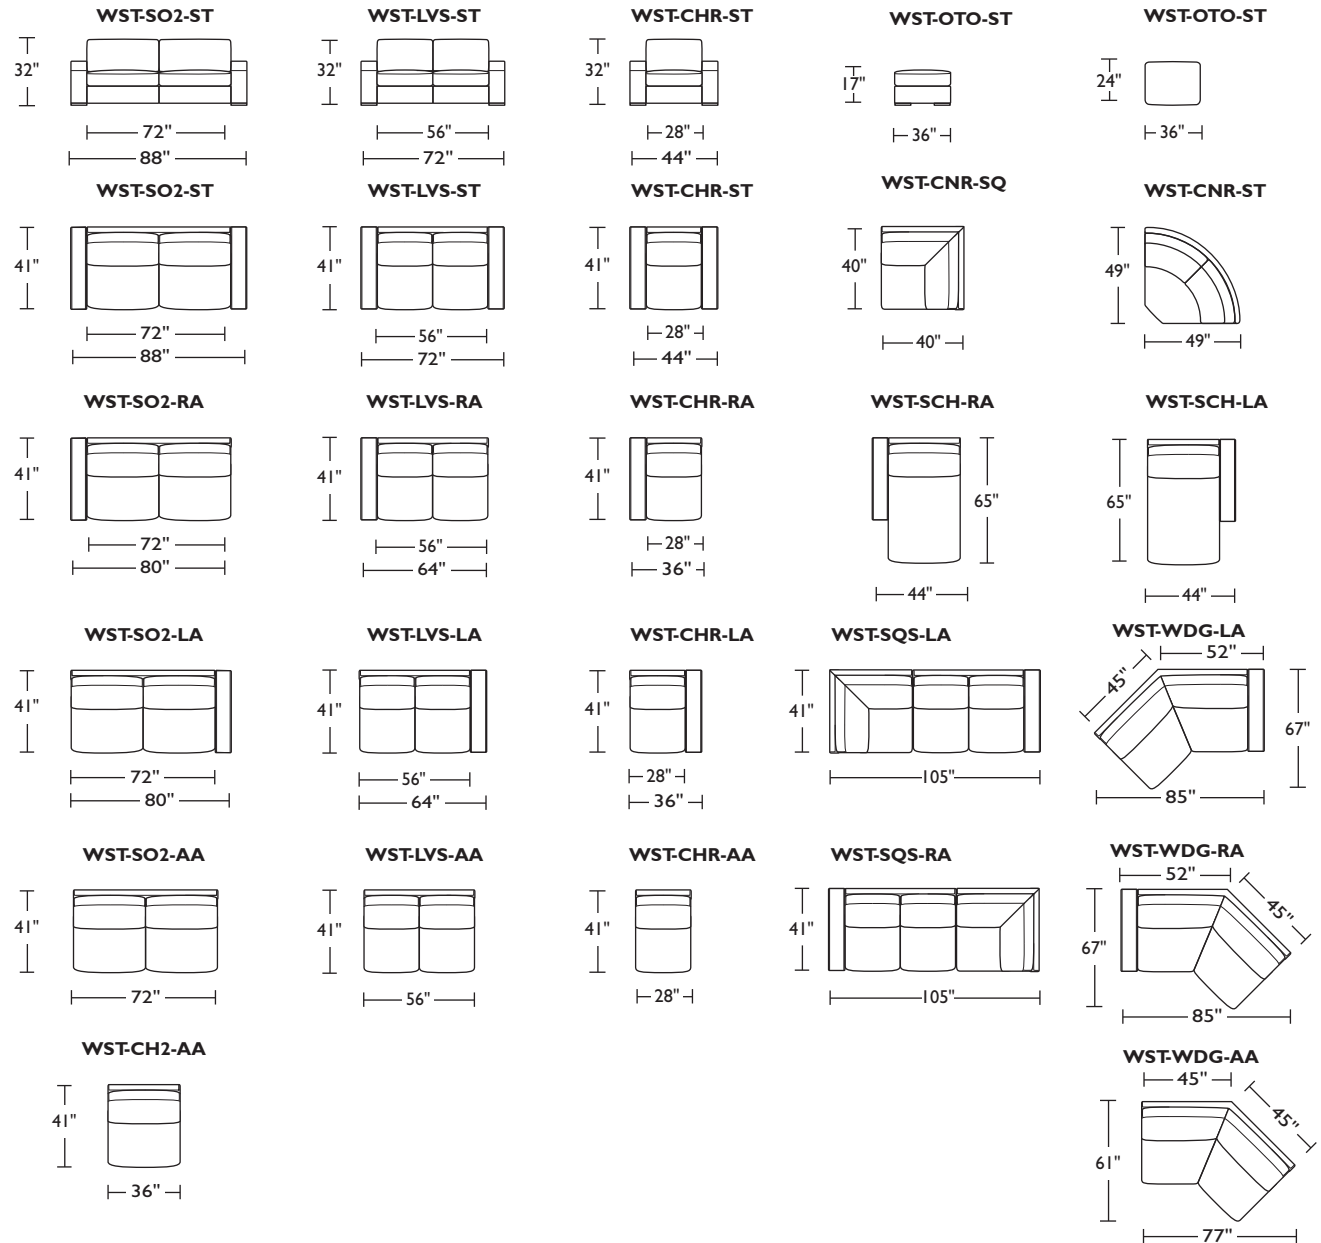 WST-SO2-ST
32"
72"
88"
WST-LVS-ST
32"
56"
72"
WST-CHR-ST
32"
28"
44"
WST-OTO-ST
17"
36"
WST-OTO-ST
24"
36"
WST-SO2-ST
41"
72"
88"
WST-LVS-ST
41"
56"
72"
WST-CHR-ST
41"
28"
44"
WST-CNR-SQ
40"
40"
WST-CNR-ST
49"
49"
WST-SO2-RA
41"
72"
80"
WST-LVS-RA
41"
56"
64"
WST-CHR-RA
41"
28"
36"
WST-SCH-RA
65"
44"
WST-SCH-LA
65"
44"
WST-SO2-LA
41"
72"
80"
WST-LVS-LA
41"
56"
64"
WST-CHR-LA
41"
28"
36"
WST-SQS-LA
41"
105"
WST-WDG-LA
52"
45"
67"
85"
WST-SO2-AA
41"
72"
WST-LVS-AA
41"
56"
WST-CHR-AA
41"
28"
WST-SQS-RA
41"
105"
WST-WDG-RA
52"
45"
67"
85"
WST-CH2-AA
41"
36"
WST-WDG-AA
45"
45"
61"
77"